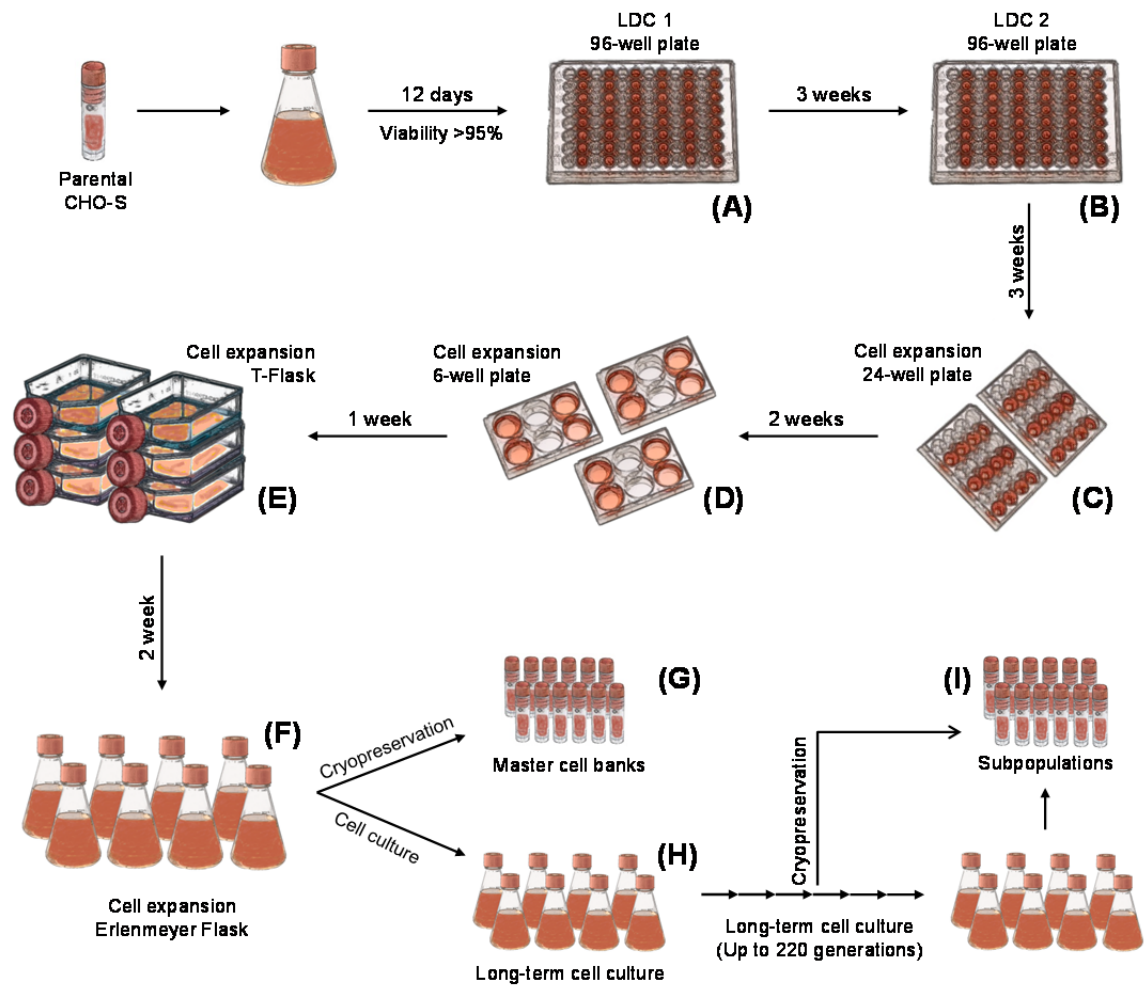 Parental
CHO-S
12 days
Viability >95%
LDC 1
96-well plate
(A)
3 weeks
LDC 2
96-well plate
(B)
3 weeks
Cell expansion
24-well plate
(C)
2 weeks
Cell expansion
6-well plate
(D)
1 week
Cell expansion
T-Flask
(E)
2 week
(F)
Cell expansion
Erlenmeyer Flask
Cryopreservation
(G)
Master cell banks
Cell culture
(H)
Long-term cell culture
Cryopreservation
Long-term cell culture
(Up to 220 generations)
(I)
Subpopulations